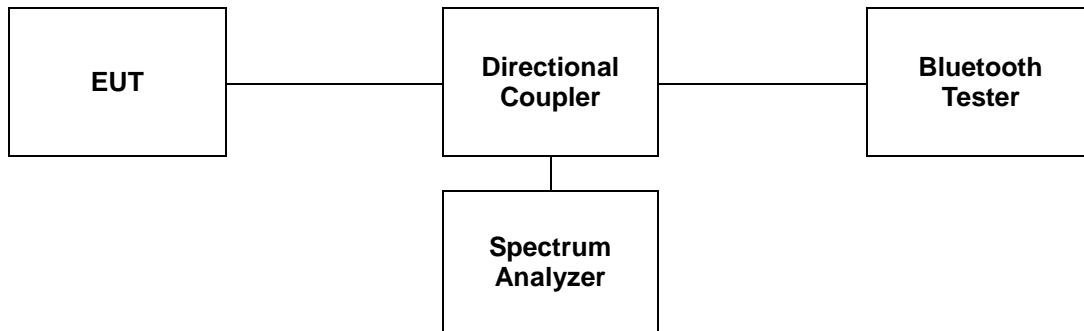 EUT
Directional
Coupler
Bluetooth
Tester
Spectrum
Analyzer